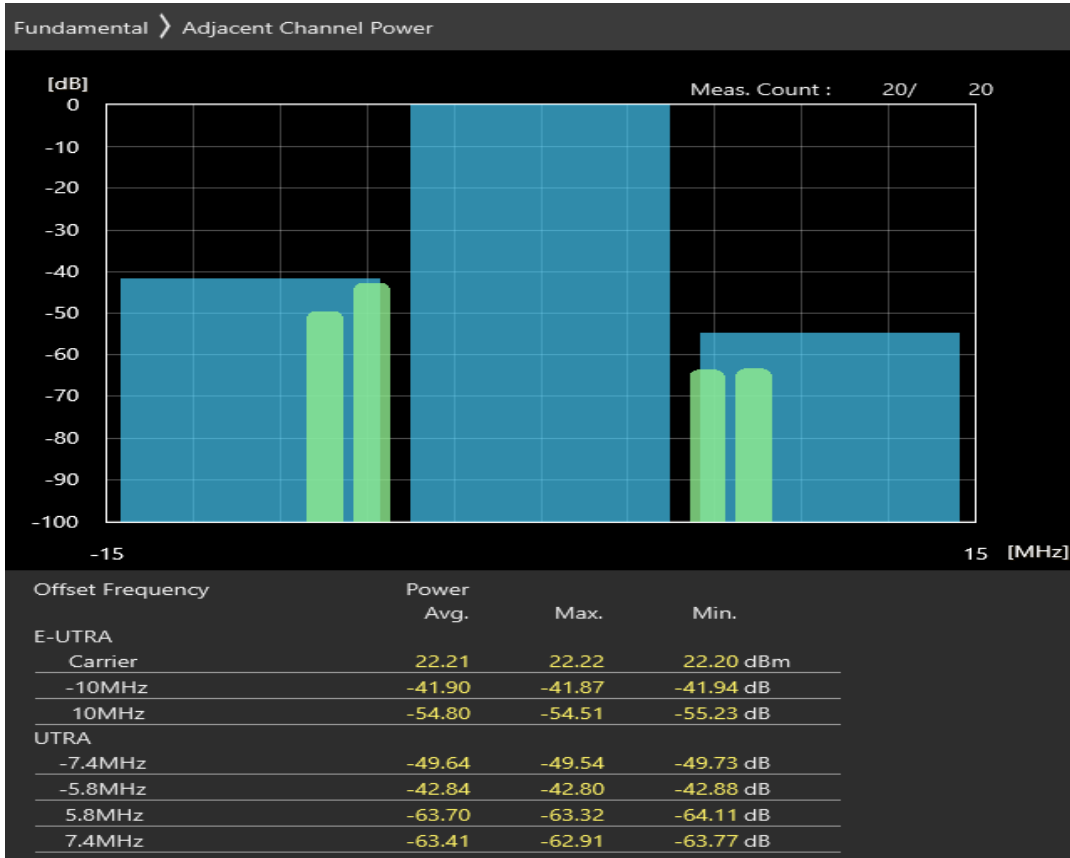 Fundamental 〉 Adjacent Channel Power
[dB]
Meas. Count : 20/ 20
0
-10
-20
-30
-40
-50
-60
-70
-80
-90
-100
-15 15 [MHz]
Offset Frequency Power
Avg. Max. Min.
E-UTRA
Carrier 22.21 22.22 22.20 dBm
-10MHz -41.90 -41.87 -41.94 dB
10MHz -54.80 -54.51 -55.23 dB
UTRA
-7.4MHz -49.64 -49.54 -49.73 dB
-5.8MHz -42.84 -42.80 -42.88 dB
5.8MHz -63.70 -63.32 -64.11 dB
7.4MHz -63.41 -62.91 -63.77 dB